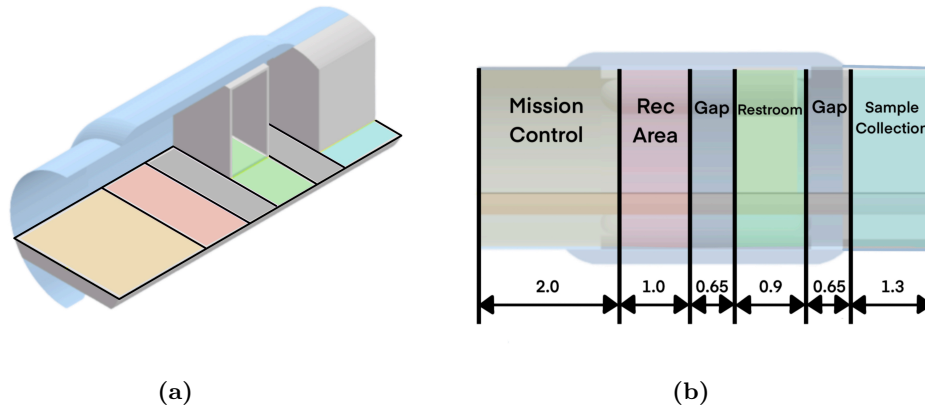 Mission
Control
Rec
Area
Gap
Restroom
Gap
Sample
Collection
2.0
1.0
0.65
0.9
0.65
1.3
(a)
(b)